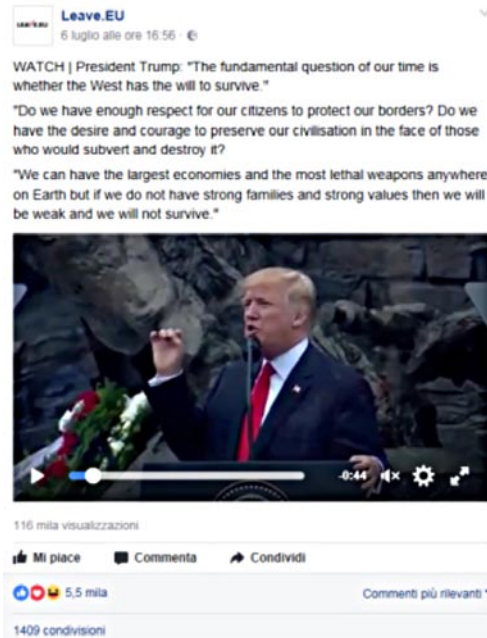 LEAVE.EU
Leave.EU
6 luglio alle ore 16:56 ·
WATCH | President Trump: "The fundamental question of our time is
whether the West has the will to survive."
"Do we have enough respect for our citizens to protect our borders? Do we
have the desire and courage to preserve our civilisation in the face of those
who would subvert and destroy it?
"We can have the largest economies and the most lethal weapons anywhere
on Earth but if we do not have strong families and strong values then we will
be weak and we will not survive."
-0:44
116 mila visualizzazioni
Mi piace Commenta Condividi
5,5 mila Commenti più rilevanti
1409 condivisioni